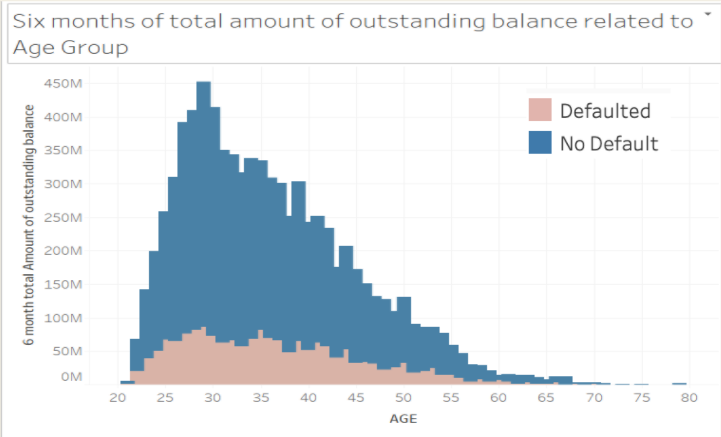 Six months of total amount of outstanding balance related to
Age Group
6 month total Amount of outstanding balance
450M
400M
350M
300M
250M
200M
150M
100M
50M
0M
Defaulted
No Default
20 25 30 35 40 45 50 55 60 65 70 75 80
AGE